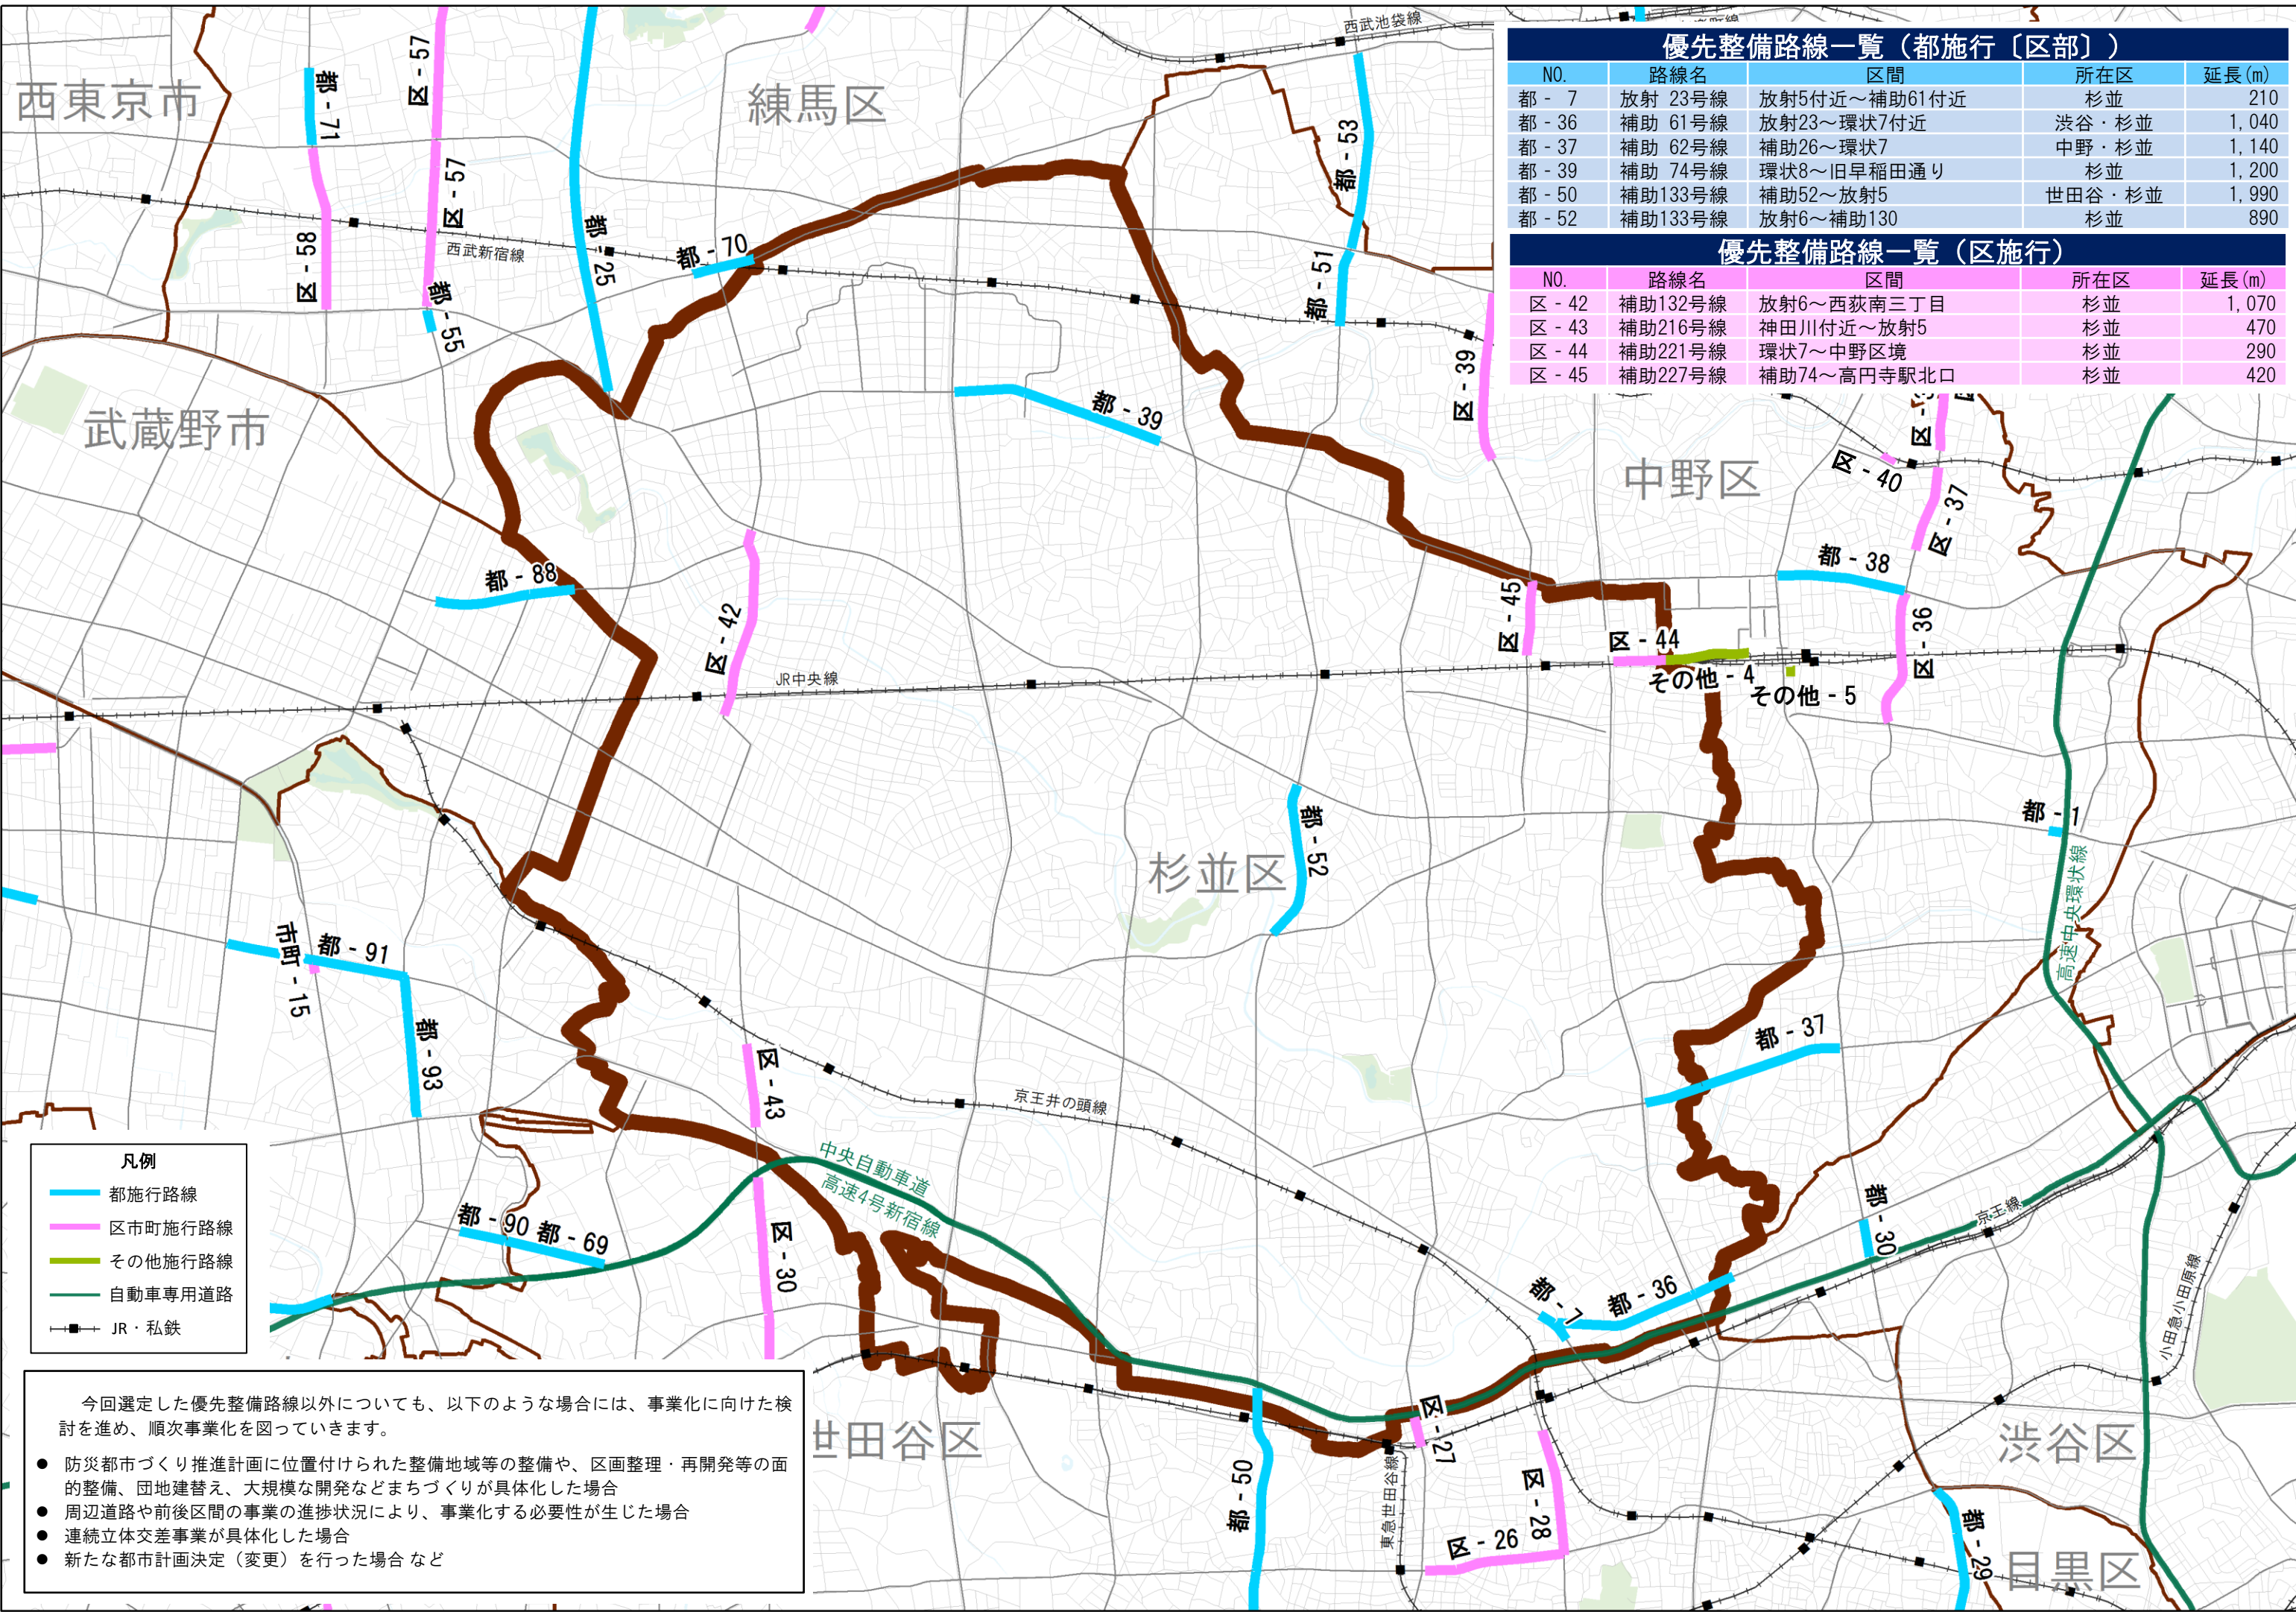 優先整備路線一覧（都施行〔区部〕）
NO. 路線名 区間 所在区 延長(m)
都 - 7 放射 23号線 放射5付近～補助61付近 杉並 210
都 - 36 補助 61号線 放射23～環状7付近 渋谷・杉並 1,040
都 - 37 補助 62号線 補助26～環状7 中野・杉並 1,140
都 - 39 補助 74号線 環状8～旧早稲田通り 杉並 1,200
都 - 50 補助133号線 補助52～放射5 世田谷・杉並 1,990
都 - 52 補助133号線 放射6～補助130 杉並 890
優先整備路線一覧（区施行）
NO. 路線名 区間 所在区 延長(m)
区 - 42 補助132号線 放射6～西荻南三丁目 杉並 1,070
区 - 43 補助216号線 神田川付近～放射5 杉並 470
区 - 44 補助221号線 環状7～中野区境 杉並 290
区 - 45 補助227号線 補助74～高円寺駅北口 杉並 420
西武池袋線
西東京市
都 - 71
区 - 57
練馬区
都 - 53
区 - 57
区 - 58
西武新宿線
都 - 25
都 - 70
都 - 51
都 - 55
区 - 39
武蔵野市
都 - 39
中野区
区 - 40
区 - 37
都 - 38
都 - 88
区 - 42
区 - 45
区 - 44
区 - 36
JR中央線
その他 - 4
その他 - 5
都 - 1
都 - 52
杉並区
高速中央環状線
市町 - 15
都 - 91
都 - 93
都 - 37
区 - 43
京王井の頭線
中央自動車道
高速4号新宿線
都 - 90
都 - 69
区 - 30
都 - 30
京王線
都 - 7
都 - 36
小田急小田原線
世田谷区
区 - 27
都 - 50
東急世田谷線
区 - 28
区 - 26
渋谷区
都 - 29
目黒区
凡例
都施行路線
区市町施行路線
その他施行路線
自動車専用道路
JR・私鉄
今回選定した優先整備路線以外についても、以下のような場合には、事業化に向けた検
討を進め、順次事業化を図っていきます。
● 防災都市づくり推進計画に位置付けられた整備地域等の整備や、区画整理・再開発等の面
的整備、団地建替え、大規模な開発などまちづくりが具体化した場合
● 周辺道路や前後区間の事業の進捗状況により、事業化する必要性が生じた場合
● 連続立体交差事業が具体化した場合
● 新たな都市計画決定（変更）を行った場合 など